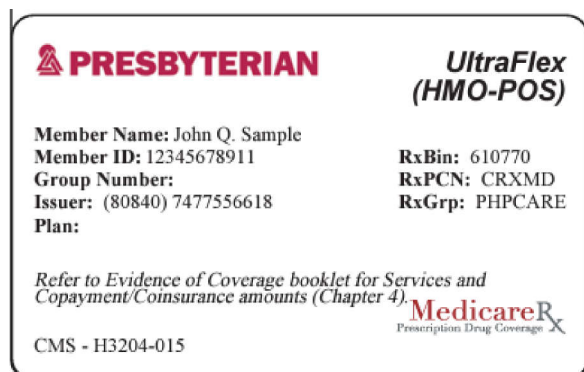 PRESBYTERIAN
UltraFlex
(HMO-POS)
Member Name: John Q. Sample
Member ID: 12345678911
Group Number:
Issuer: (80840) 7477556618
Plan:
RxBin: 610770
RxPCN: CRXMD
RxGrp: PHPCARE
Refer to Evidence of Coverage booklet for Services and
Copayment/Coinsurance amounts (Chapter 4).
MedicareRx
Prescription Drug Coverage
CMS - H3204-015